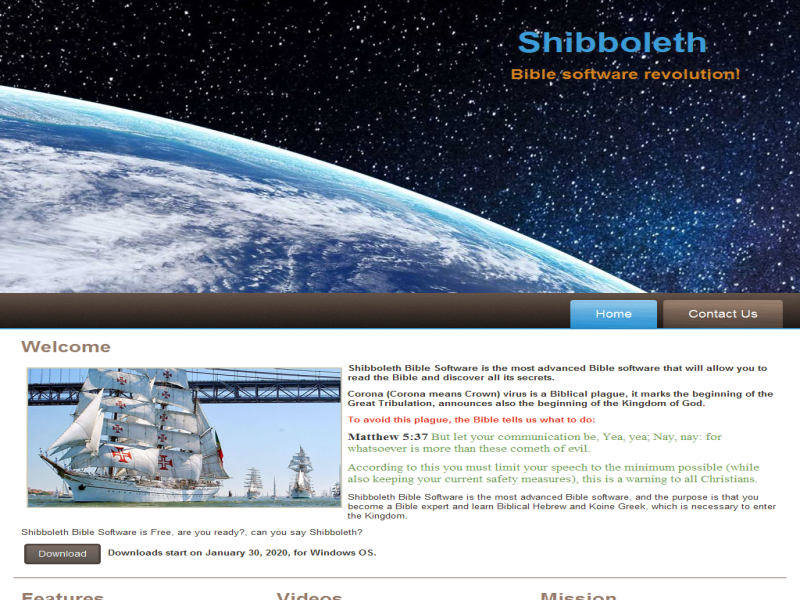 Shibboleth
Bible software revolution!
Home
Contact Us
Welcome
Shibboleth Bible Software is the most advanced Bible software that will allow you to
read the Bible and discover all its secrets.
Corona (Corona means Crown) virus is a Biblical plague, it marks the beginning of the
Great Tribulation, announces also the beginning of the Kingdom of God.
To avoid this plague, the Bible tells us what to do:
Matthew 5:37 But let your communication be, Yea, yea; Nay, nay: for
whatsoever is more than these cometh of evil.
According to this you must limit your speech to the minimum possible (while
also keeping your current safety measures), this is a warning to all Christians.
Shibboleth Bible Software is the most advanced Bible software, and the purpose is that you
become a Bible expert and learn Biblical Hebrew and Koine Greek, which is necessary to enter
the Kingdom.
Shibboleth Bible Software is Free, are you ready?, can you say Shibboleth?
Download
Downloads start on January 30, 2020, for Windows OS.
Features
Videos
Mission